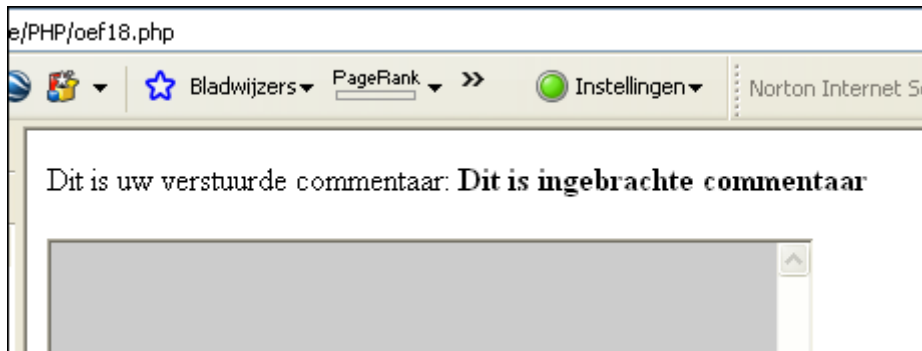 e/PHP/oef18.php
Bladwijzers PageRank » Instellingen Norton Internet S
Dit is uw verstuurde commentaar: Dit is ingebrachte commentaar